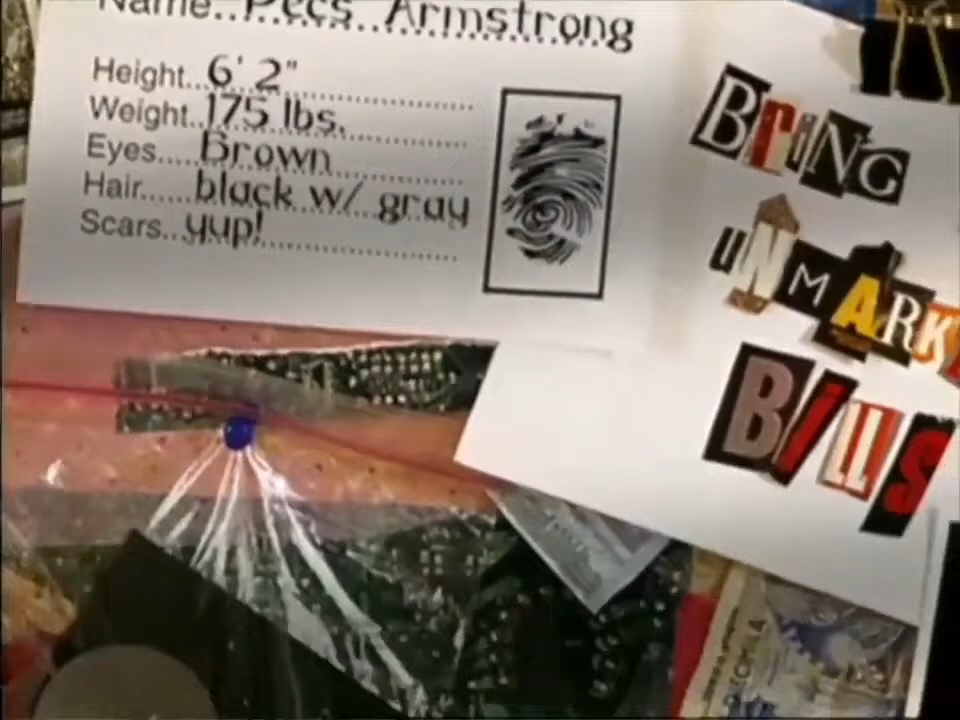 Name..Pecs Armstrong
Height..6' 2"
Weight..175 lbs.
Eyes.....Brown
Hair......black w/ gray
Scars...yup!
BriNG
uNMARK
BillS